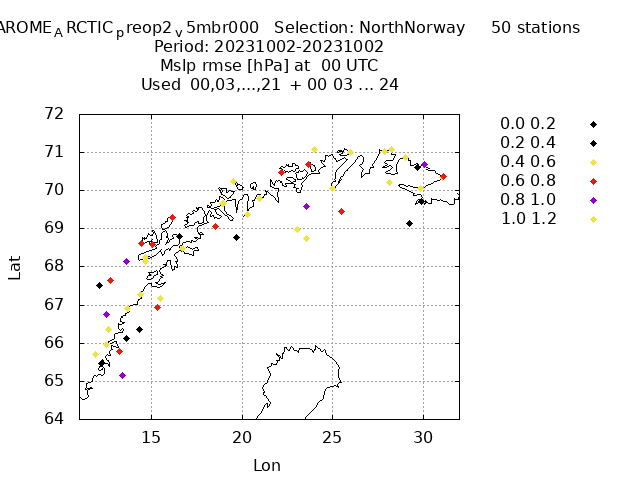 AROME A RCTIC p reop2 v 5mbr000 Selection: NorthNorway 50 stations
Period: 20231002-20231002
Mslp rmse [hPa] at 00 UTC
Used 00,03,...,21 + 00 03 ... 24
72
71
70
69
68
67
66
65
64
Lat
15 20 25 30
Lon
0.0 0.2
0.2 0.4
0.4 0.6
0.6 0.8
0.8 1.0
1.0 1.2